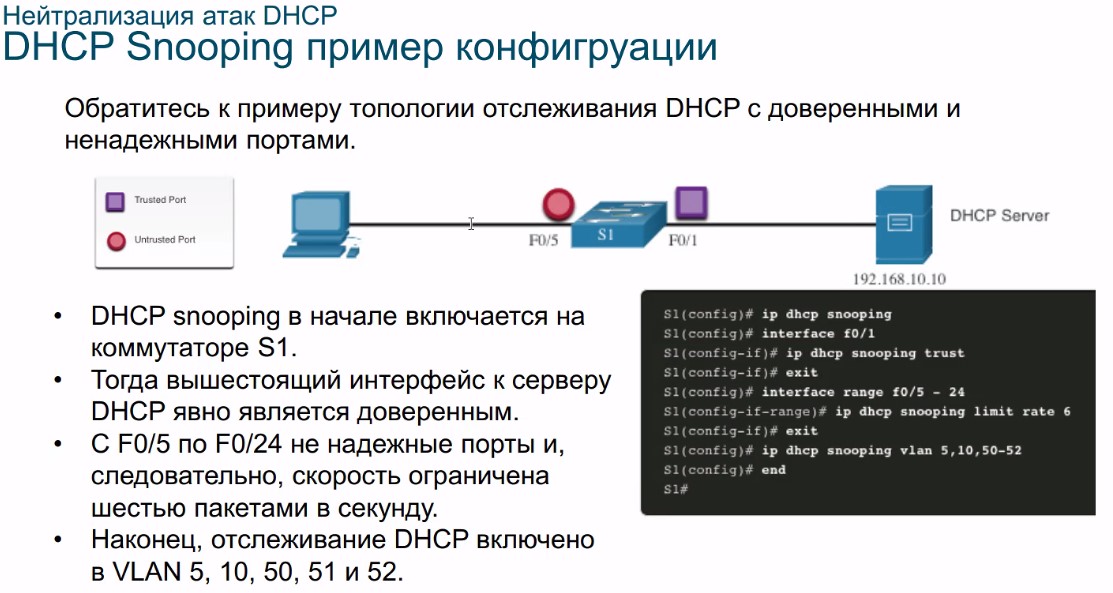 Нейтрализация атак DHCP
DHCP Snooping пример конфигруации
Обратитесь к примеру топологии отслеживания DHCP с доверенными и
ненадежными портами.
Trusted Port
Untrusted Port
F0/5
S1
F0/1
DHCP Server
192.168.10.10
• DHCP snooping в начале включается на
коммутаторе S1.
• Тогда вышестоящий интерфейс к серверу
DHCP явно является доверенным.
• С F0/5 по F0/24 не надежные порты и,
следовательно, скорость ограничена
шестью пакетами в секунду.
• Наконец, отслеживание DHCP включено
в VLAN 5, 10, 50, 51 и 52.
S1(config)# ip dhcp snooping
S1(config)# interface f0/1
S1(config-if)# ip dhcp snooping trust
S1(config-if)# exit
S1(config)# interface range f0/5 - 24
S1(config-if-range)# ip dhcp snooping limit rate 6
S1(config-if)# exit
S1(config)# ip dhcp snooping vlan 5,10,50-52
S1(config)# end
S1#